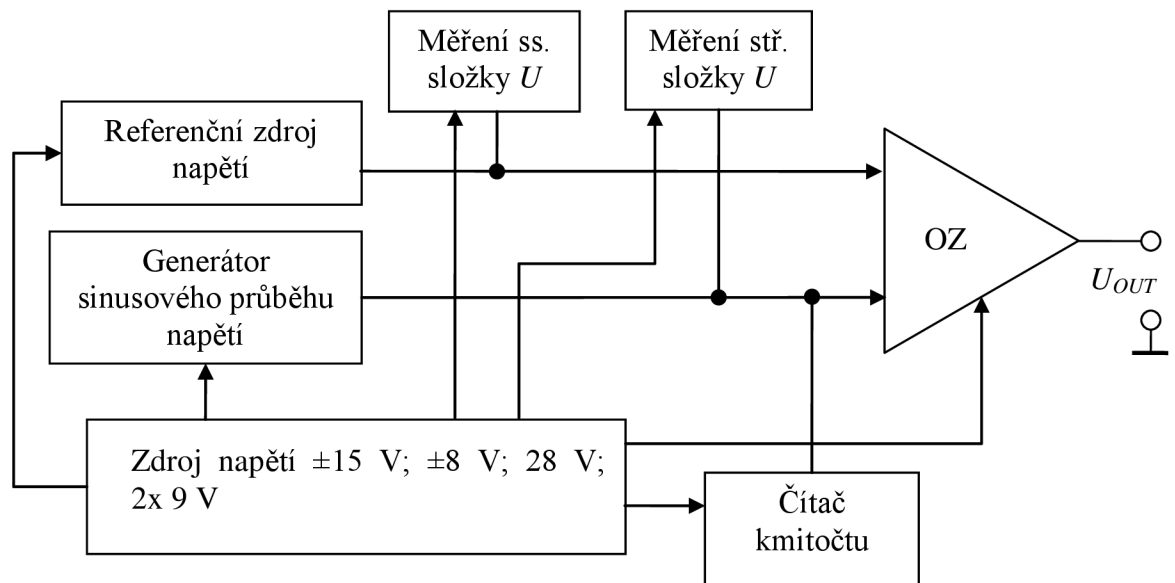 Měření ss.
složky U
Měření stř.
složky U
Referenční zdroj
napětí
OZ
Generátor
sinusového průběhu
napětí
U_OUT
Zdroj napětí ±15 V; ±8 V; 28 V;
2x 9 V
Čítač
kmitočtu